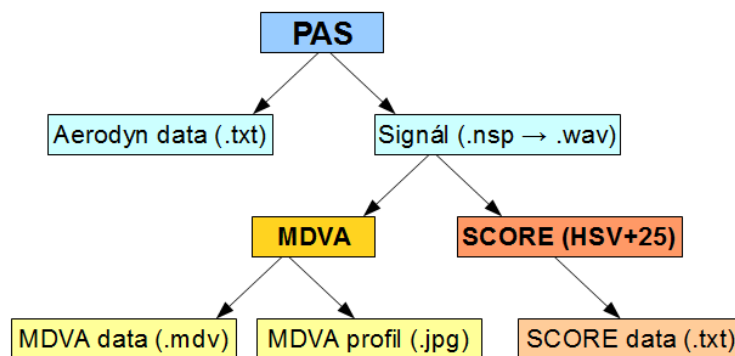 PAS
Aerodyn data (.txt)
Signál (.nsp → .wav)
MDVA
SCORE (HSV+25)
MDVA data (.mdv)
MDVA profil (.jpg)
SCORE data (.txt)